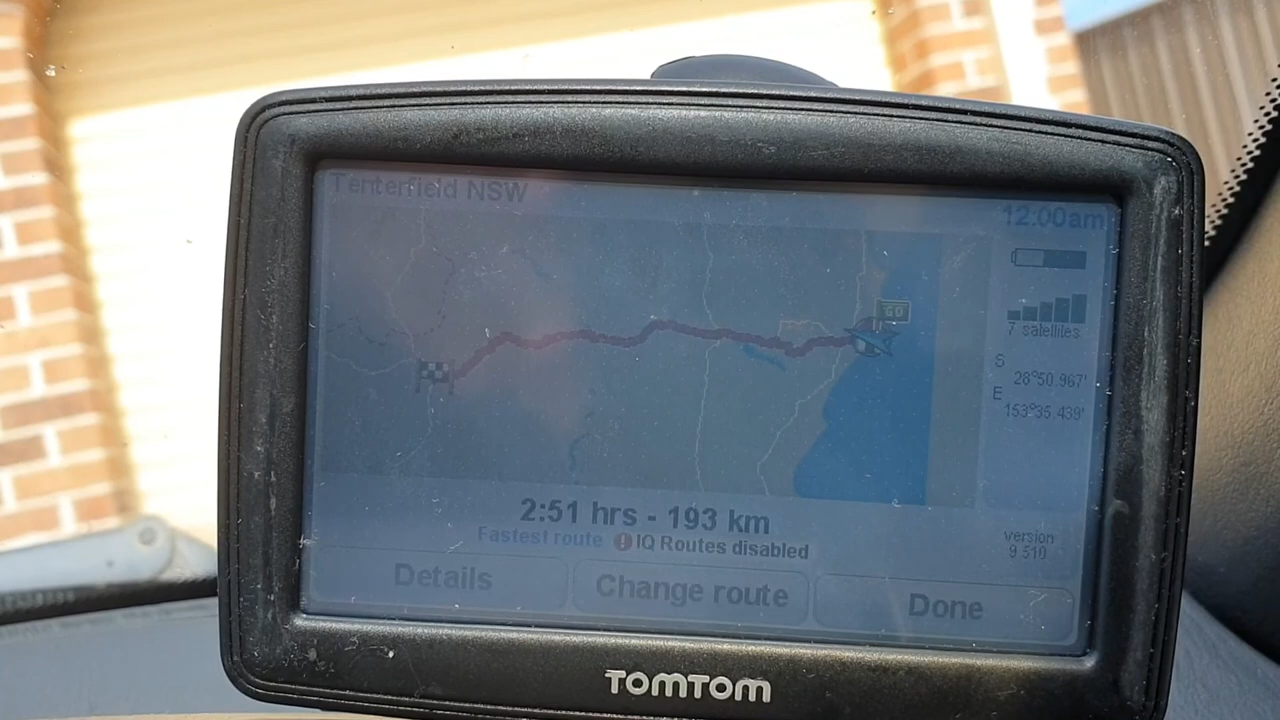 Tenterfield NSW
12:00am
GO
7 satellites
S
28°50.967'
E
153°35.439'
2:51 hrs - 193 km
Fastest route ! IQ Routes disabled
version
9.510
Details
Change route
Done
TOMTOM